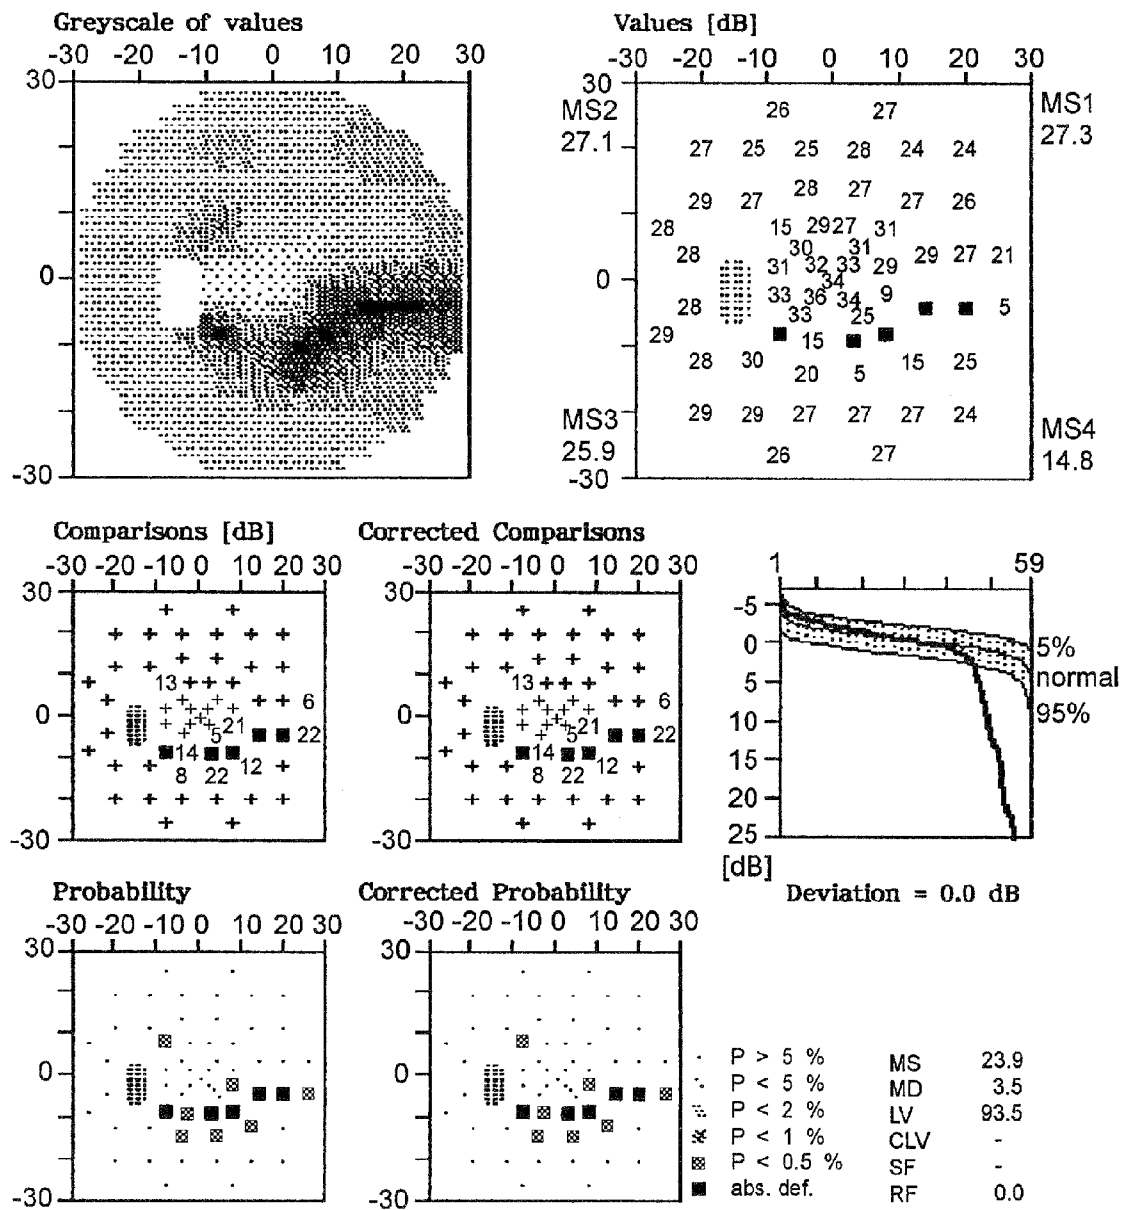 Greyscale of values
-30 -20 -10 0 10 20 30
30
0
-30
Values [dB]
-30 -20 -10 0 10 20 30
30
0
-30
MS2
27.1
MS1
27.3
MS3
25.9
MS4
14.8
26 27
27 25 25 28 24 24
28 27
29 27 27 26
28 15 29 27 31
30 31
28 29 27 21
31 32 33 29
34
33 36 34 9
28 5
33 25
29 15
28 30 15 25
20 5
29 29 27 27 27 24
26 27
Comparisons [dB]
-30 -20 -10 0 10 20 30
30
0
-30
13
6
21
5 22
14
12
8 22
Corrected Comparisons
-30 -20 -10 0 10 20 30
30
0
-30
13
6
21
5 22
14
12
8 22
1 59
-5
0
5
10
15
20
25
[dB]
5%
normal
95%
Deviation = 0.0 dB
Probability
-30 -20 -10 0 10 20 30
30
0
-30
Corrected Probability
-30 -20 -10 0 10 20 30
30
0
-30
P > 5 %
P < 5 %
P < 2 %
P < 1 %
P < 0.5 %
abs. def.
MS 23.9
MD 3.5
LV 93.5
CLV -
SF -
RF 0.0